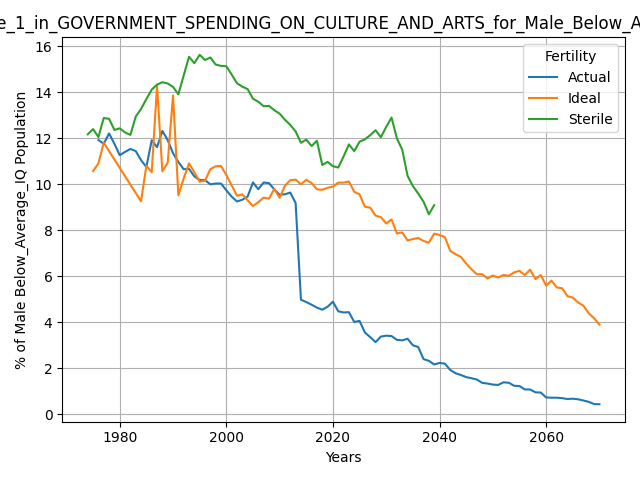 e_1_in_GOVERNMENT_SPENDING_ON_CULTURE_AND_ARTS_for_Male_Below_A
16
14
12
10
8
6
4
2
0
% of Male Below_Average_IQ Population
Fertility
Actual
Ideal
Sterile
1980 2000 2020 2040 2060
Years